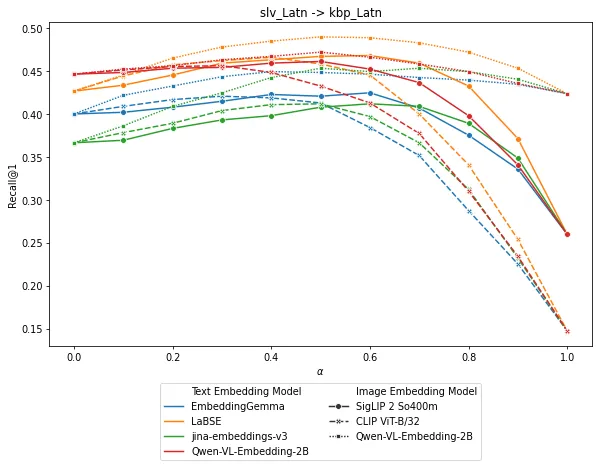 slv_Latn -> kbp_Latn
Recall@1
0.50
0.45
0.40
0.35
0.30
0.25
0.20
0.15
0.0 0.2 0.4 0.6 0.8 1.0
α
Text Embedding Model
EmbeddingGemma
LaBSE
jina-embeddings-v3
Qwen-VL-Embedding-2B
Image Embedding Model
SigLIP 2 So400m
CLIP ViT-B/32
Qwen-VL-Embedding-2B